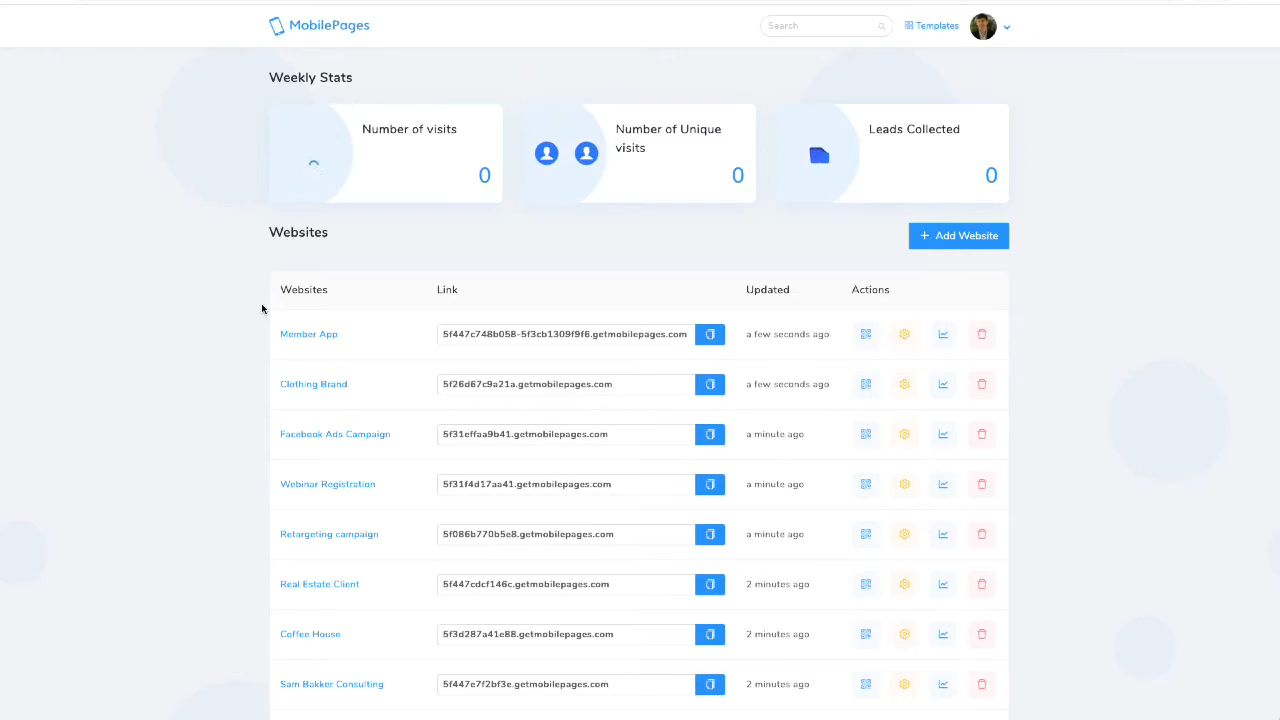 MobilePages
Search
Templates
Weekly Stats
Number of visits
0
Number of Unique
visits
0
Leads Collected
0
Websites
+ Add Website
Websites Link Updated Actions
Member App 5f447c748b058-5f3cb1309f9f6.getmobilepages.com a few seconds ago
Clothing Brand 5f26d67c9a21a.getmobilepages.com a few seconds ago
Facebook Ads Campaign 5f31effaa9b41.getmobilepages.com a minute ago
Webinar Registration 5f31f4d17aa41.getmobilepages.com a minute ago
Retargeting campaign 5f086b770b5e8.getmobilepages.com a minute ago
Real Estate Client 5f447cdcf146c.getmobilepages.com 2 minutes ago
Coffee House 5f3d287a41e88.getmobilepages.com 2 minutes ago
Sam Bakker Consulting 5f447e7f2bf3e.getmobilepages.com 2 minutes ago